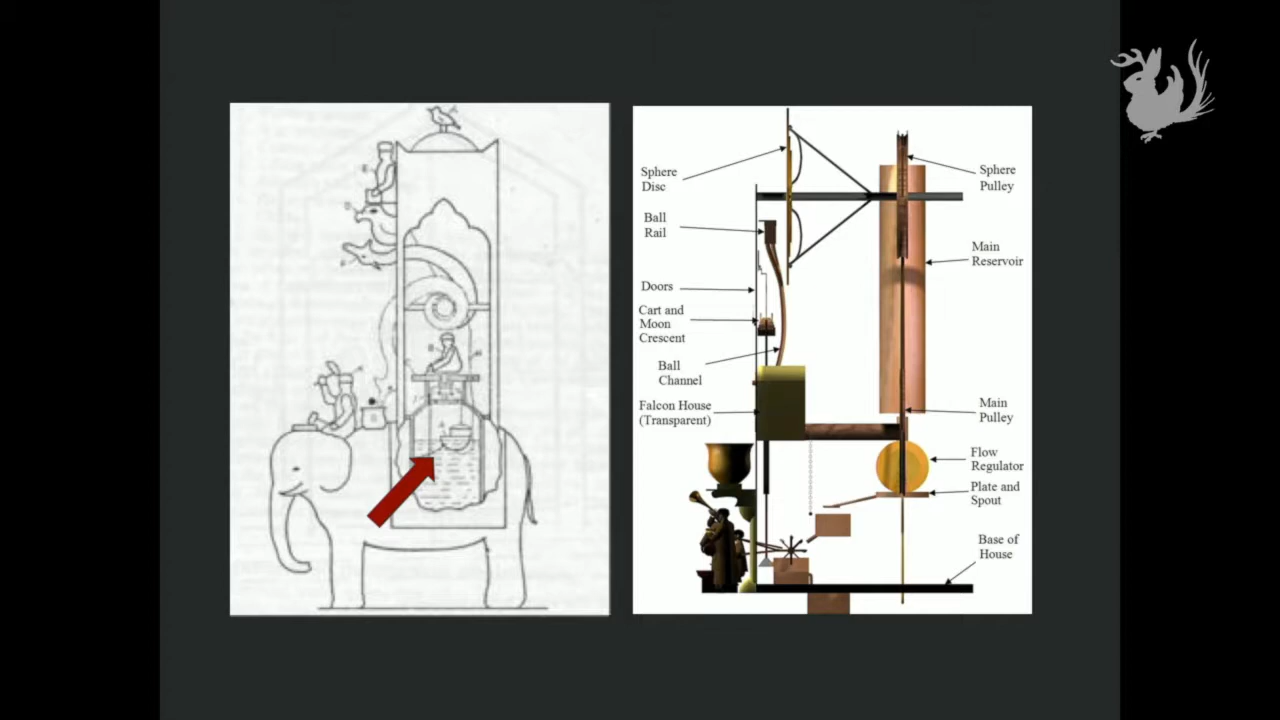 Sphere
Disc
Ball
Rail
Doors
Cart and
Moon
Crescent
Ball
Channel
Falcon House
(Transparent)
Sphere
Pulley
Main
Reservoir
Main
Pulley
Flow
Regulator
Plate and
Spout
Base of
House